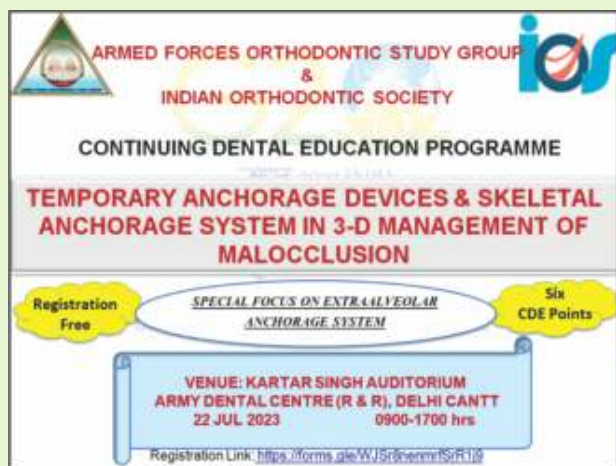 ARMED FORCES ORTHODONTIC STUDY GROUP
&
INDIAN ORTHODONTIC SOCIETY
ios
CONTINUING DENTAL EDUCATION PROGRAMME
TEMPORARY ANCHORAGE DEVICES & SKELETAL
ANCHORAGE SYSTEM IN 3-D MANAGEMENT OF
MALOCCLUSION
Registration
Free
SPECIAL FOCUS ON EXTRAALVEOLAR
ANCHORAGE SYSTEM
Six
CDE Points
VENUE: KARTAR SINGH AUDITORIUM
ARMY DENTAL CENTRE (R & R), DELHI CANTT
22 JUL 2023 0900-1700 hrs
Registration Link: